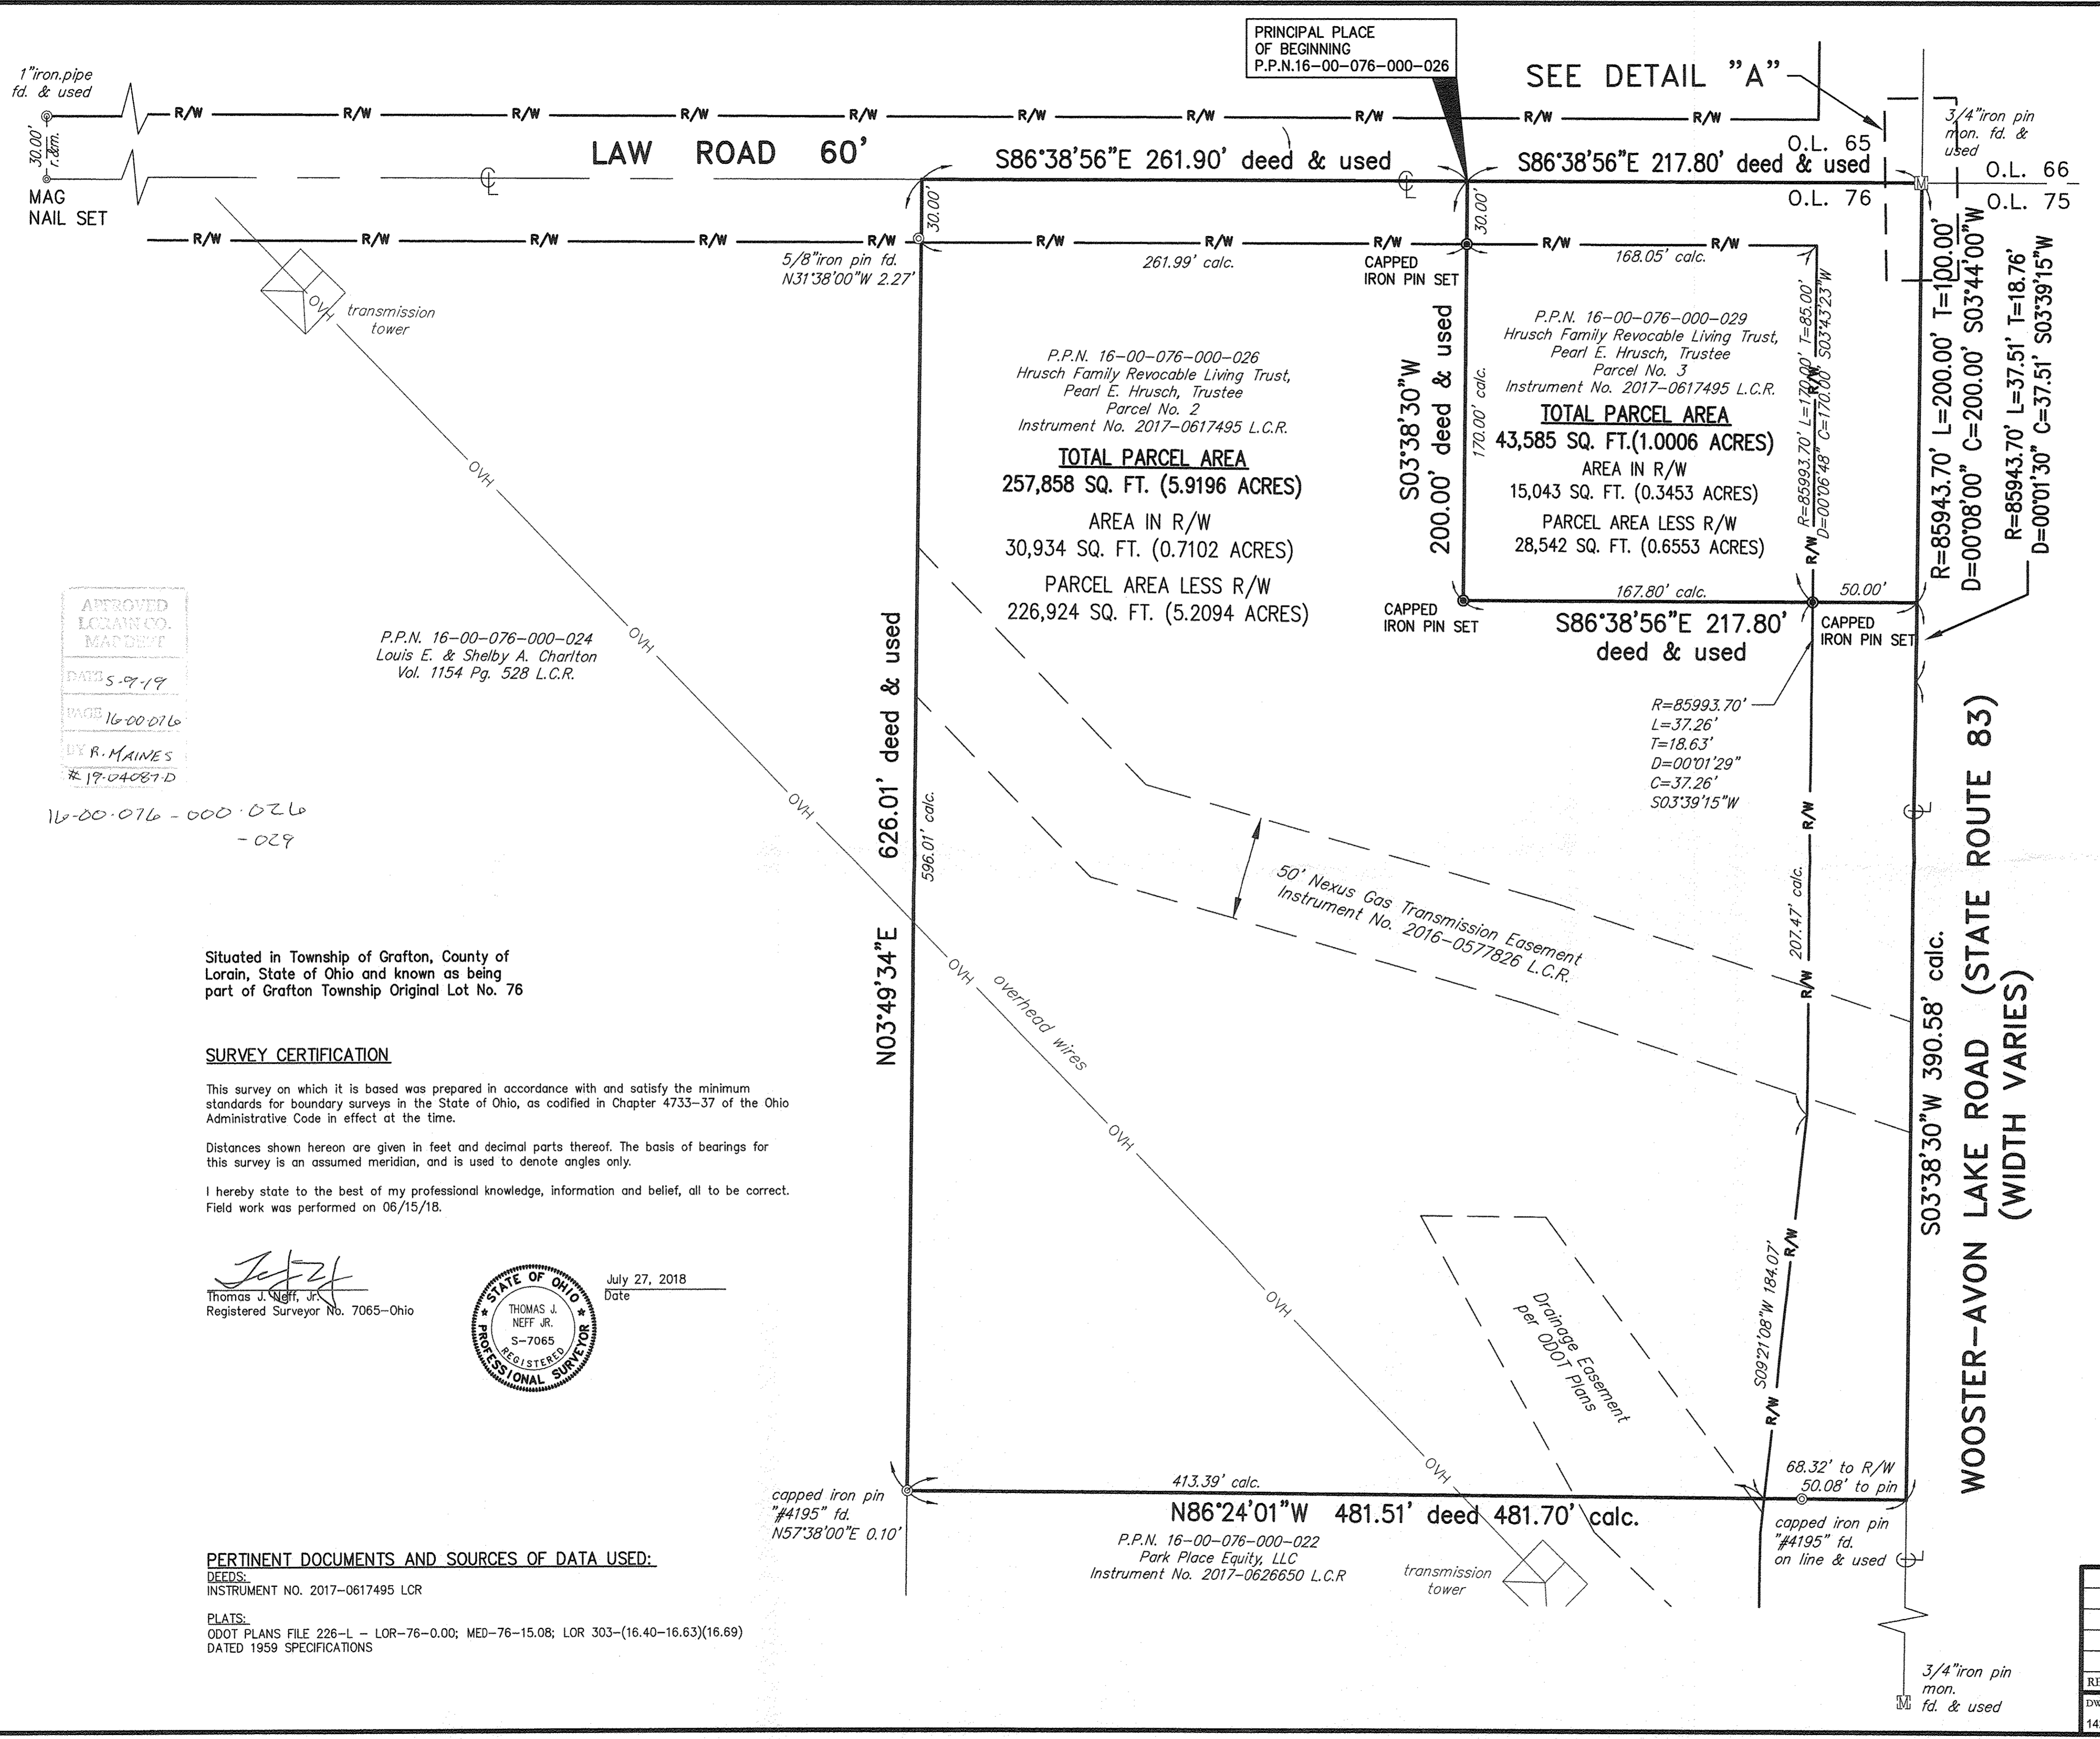 PRINCIPAL PLACE
OF BEGINNING
P.P.N.16-00-076-000-026
SEE DETAIL "A"
1"iron.pipe
fd. & used
30.00'
r.&m.
MAG
NAIL SET
R/W R/W R/W R/W R/W R/W R/W R/W R/W R/W
LAW ROAD 60'
S86°38'56"E 261.90' deed & used
S86°38'56"E 217.80' deed & used
3/4"iron pin
mon. fd. &
used
O.L. 65
O.L. 66
O.L. 76
O.L. 75
M
30.00'
30.00'
R/W R/W R/W R/W R/W R/W R/W R/W R/W R/W
5/8"iron pin fd.
N31°38'00"W 2.27'
261.99' calc.
CAPPED
IRON PIN SET
168.05' calc.
transmission
tower
OVH
OVH
OVH
OVH
OVH
OVH
OVH
OVH
overhead wires
P.P.N. 16-00-076-000-026
Hrusch Family Revocable Living Trust,
Pearl E. Hrusch, Trustee
Parcel No. 2
Instrument No. 2017-0617495 L.C.R.
TOTAL PARCEL AREA
257,858 SQ. FT. (5.9196 ACRES)
AREA IN R/W
30,934 SQ. FT. (0.7102 ACRES)
PARCEL AREA LESS R/W
226,924 SQ. FT. (5.2094 ACRES)
S03°38'30"W
200.00' deed & used
170.00' calc.
P.P.N. 16-00-076-000-029
Hrusch Family Revocable Living Trust,
Pearl E. Hrusch, Trustee
Parcel No. 3
Instrument No. 2017-0617495 L.C.R.
TOTAL PARCEL AREA
43,585 SQ. FT.(1.0006 ACRES)
AREA IN R/W
15,043 SQ. FT. (0.3453 ACRES)
PARCEL AREA LESS R/W
28,542 SQ. FT. (0.6553 ACRES)
R=85993.70' L=170.00' T=85.00'
D=00°06'48" C=170.00' S03°43'23"W
R/W
R/W
R=85943.70' L=200.00' T=100.00'
D=00°08'00" C=200.00' S03°44'00"W
R=85943.70' L=37.51' T=18.76'
D=00°01'30" C=37.51' S03°39'15"W
167.80' calc.
50.00'
CAPPED
IRON PIN SET
S86°38'56"E 217.80'
deed & used
CAPPED
IRON PIN SET
R=85993.70'
L=37.26'
T=18.63'
D=00°01'29"
C=37.26'
S03°39'15"W
APPROVED
LORAIN CO.
MAP DEPT
DATE 5-9-19
PAGE 16-00-076
BY R. MAINES
# 19-04087-D
16-00-076-000-026
-029
P.P.N. 16-00-076-000-024
Louis E. & Shelby A. Charlton
Vol. 1154 Pg. 528 L.C.R.
N03°49'34"E 626.01' deed & used
596.01' calc.
50' Nexus Gas Transmission Easement
Instrument No. 2016-0577826 L.C.R.
R/W
207.47' calc.
R/W
S03°38'30"W 390.58' calc.
WOOSTER-AVON LAKE ROAD (STATE ROUTE 83)
(WIDTH VARIES)
R/W
S09°21'08"W 184.07'
R/W
Drainage Easement
per ODOT Plans
Situated in Township of Grafton, County of
Lorain, State of Ohio and known as being
part of Grafton Township Original Lot No. 76
SURVEY CERTIFICATION
This survey on which it is based was prepared in accordance with and satisfy the minimum
standards for boundary surveys in the State of Ohio, as codified in Chapter 4733-37 of the Ohio
Administrative Code in effect at the time.
Distances shown hereon are given in feet and decimal parts thereof. The basis of bearings for
this survey is an assumed meridian, and is used to denote angles only.
I hereby state to the best of my professional knowledge, information and belief, all to be correct.
Field work was performed on 06/15/18.
Thomas J. Neff, Jr.
Registered Surveyor No. 7065-Ohio
STATE OF OHIO
THOMAS J.
NEFF JR.
S-7065
REGISTERED
PROFESSIONAL SURVEYOR
July 27, 2018
Date
capped iron pin
"#4195" fd.
N57°38'00"E 0.10'
413.39' calc.
N86°24'01"W 481.51' deed 481.70' calc.
68.32' to R/W
50.08' to pin
capped iron pin
"#4195" fd.
on line & used
P.P.N. 16-00-076-000-022
Park Place Equity, LLC
Instrument No. 2017-0626650 L.C.R
transmission
tower
PERTINENT DOCUMENTS AND SOURCES OF DATA USED:
DEEDS:
INSTRUMENT NO. 2017-0617495 LCR
PLATS:
ODOT PLANS FILE 226-L - LOR-76-0.00; MED-76-15.08; LOR 303-(16.40-16.63)(16.69)
DATED 1959 SPECIFICATIONS
3/4"iron pin
mon.
fd. & used
M